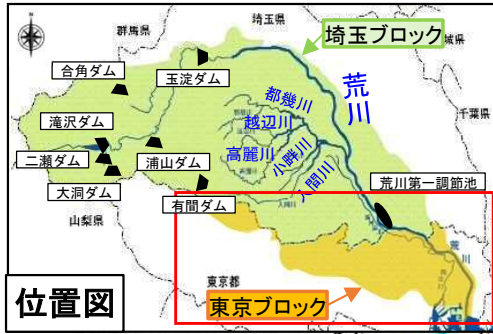 群馬県
埼玉県
茨城県
埼玉ブロック
合角ダム
玉淀ダム
荒川
千葉県
都幾川
滝沢ダム
越辺川
二瀬ダム
浦山ダム
高麗川
小畔川
入間川
大洞ダム
有間ダム
荒川第一調節池
山梨県
入間川
荒川
東京都
位置図
東京ブロック